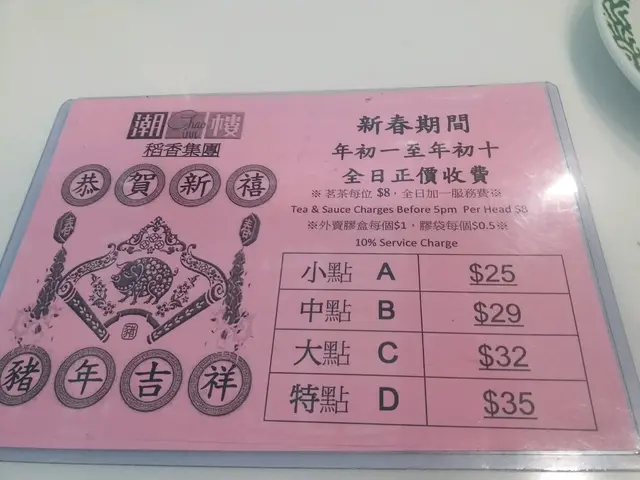 潮 Chao Inn 樓
稻香集團
恭賀新禧
豬
豬年吉祥
新春期間
年初一至年初十
全日正價收費
※茗茶每位 $8，全日加一服務費※
Tea & Sauce Charges Before 5pm Per Head $8
※外賣膠盒每個$1，膠袋每個$0.5※
10% Service Charge
小點 A $25
中點 B $29
大點 C $32
特點 D $35